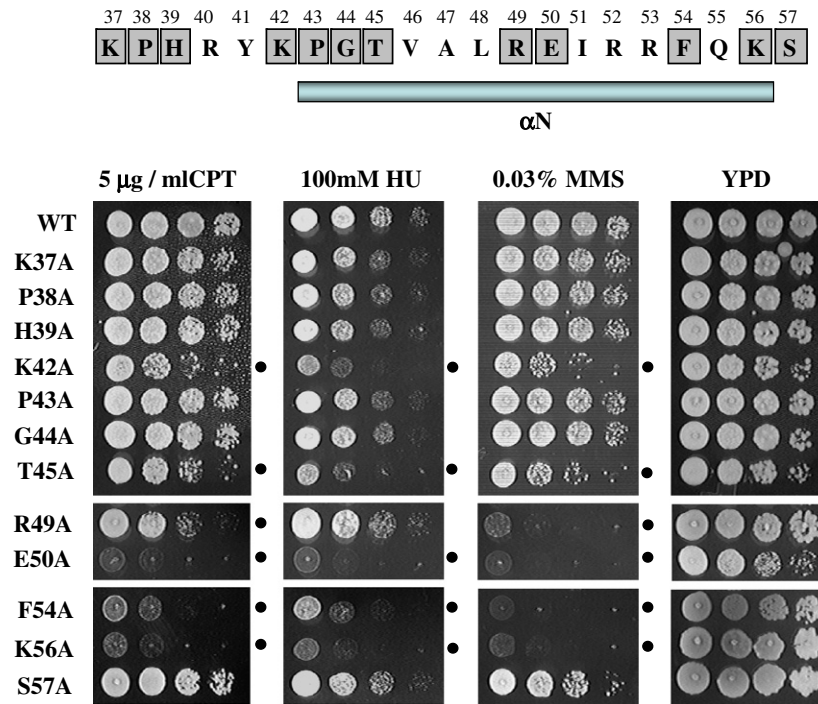 37 38 39 40 41 42 43 44 45 46 47 48 49 50 51 52 53 54 55 56 57
K P H R Y K P G T V A L R E I R R F Q K S
αN
5 μg / mlCPT 100mM HU 0.03% MMS YPD
WT
K37A
P38A
H39A
K42A
P43A
G44A
T45A
R49A
E50A
F54A
K56A
S57A